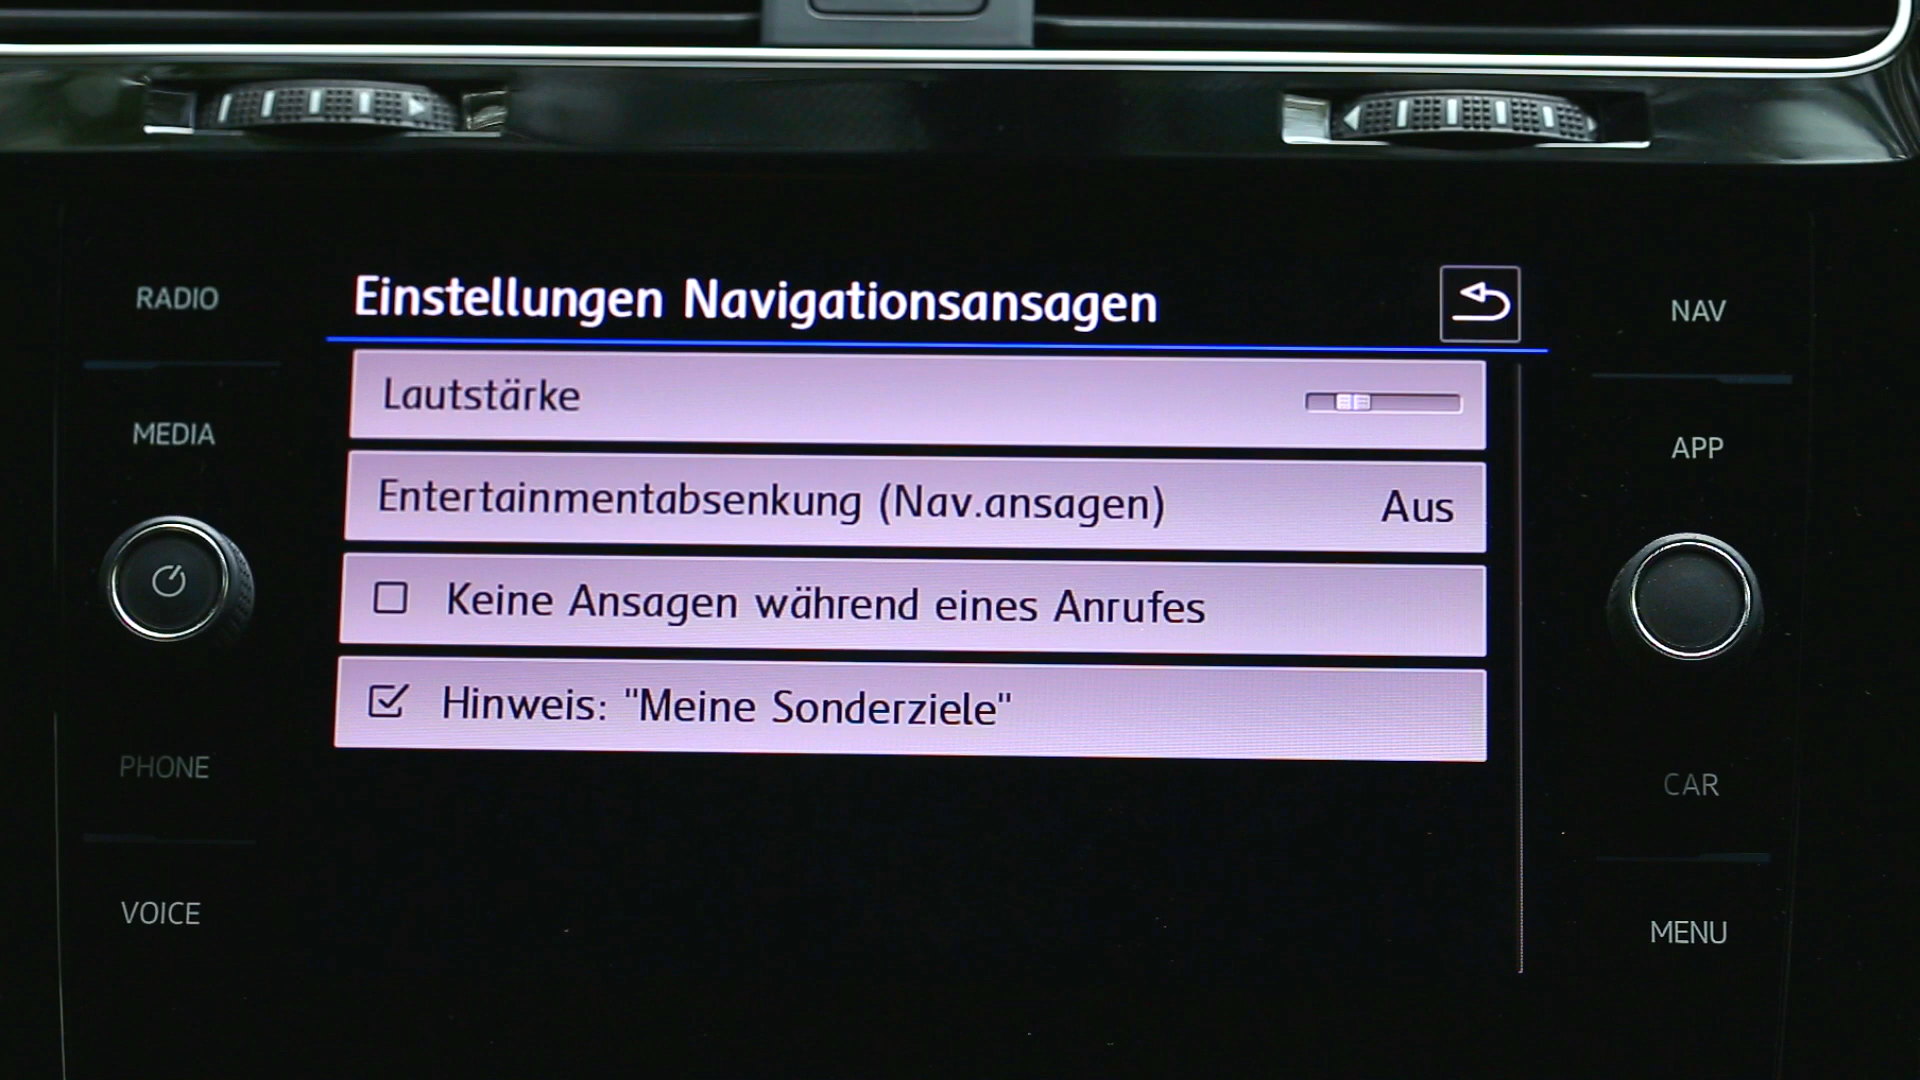 Einstellungen Navigationsansagen
Lautstärke
Entertainmentabsenkung (Nav.ansagen) Aus
Keine Ansagen während eines Anrufes
Hinweis: "Meine Sonderziele"
RADIO
MEDIA
PHONE
VOICE
NAV
APP
CAR
MENU